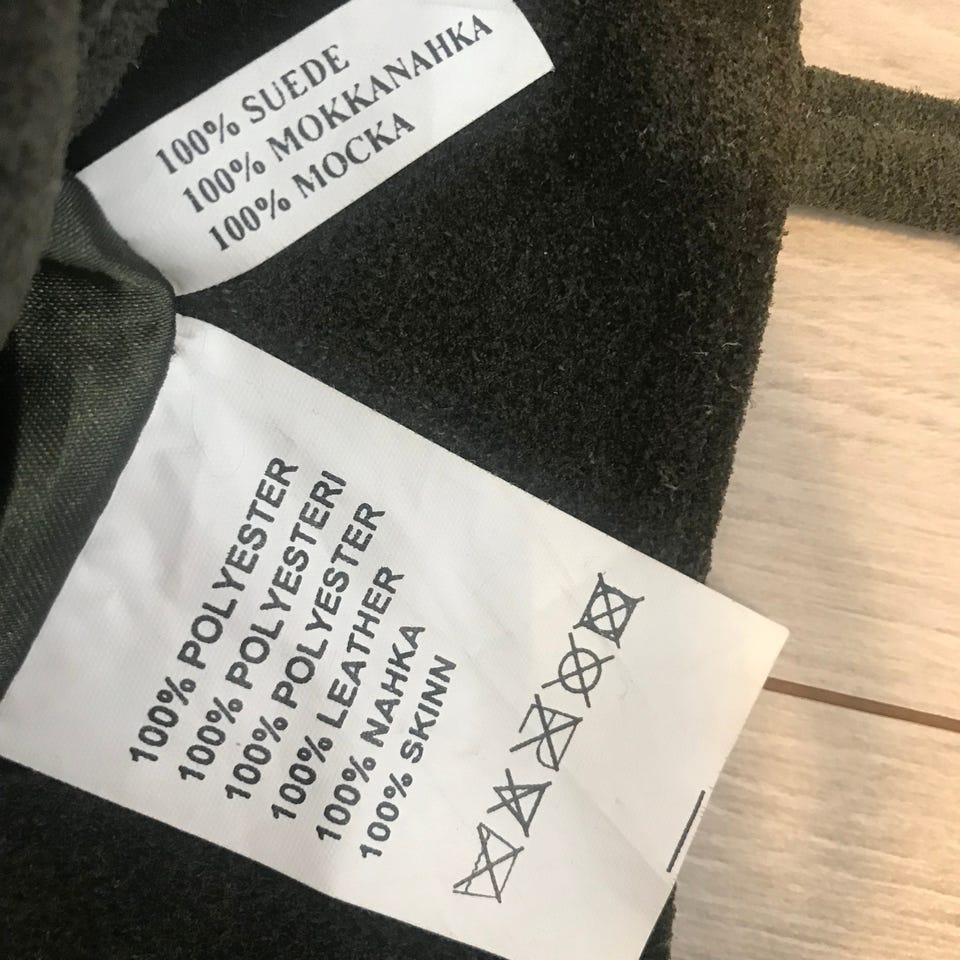 100% SUEDE
100% MOKKANAHKA
100% MOCKA
100% POLYESTER
100% POLYESTERI
100% POLYESTER
100% LEATHER
100% NAHKA
100% SKINN